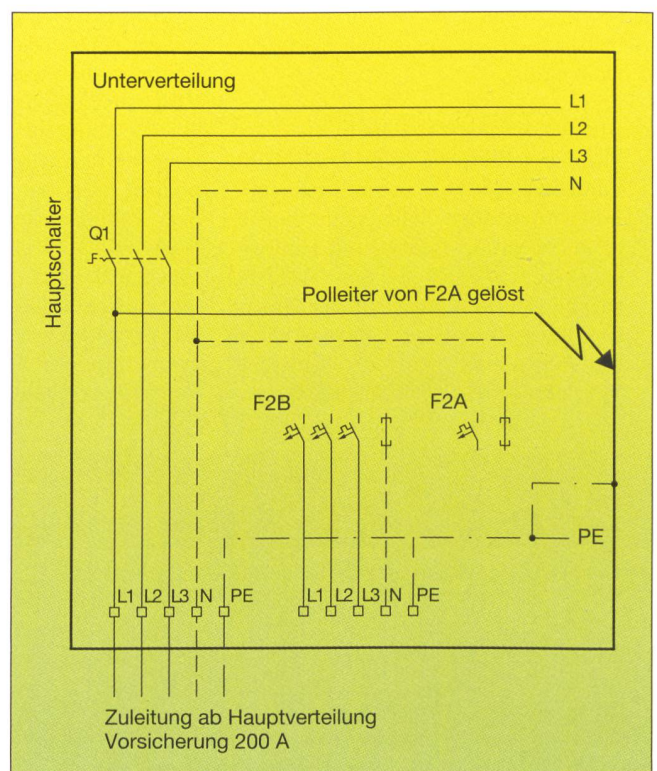 Unterverteilung
L1
L2
L3
N
Hauptschalter
Q1
Polleiter von F2A gelöst
F2B
F2A
PE
L1 L2 L3 N PE
L1 L2 L3 N PE
Zuleitung ab Hauptverteilung
Vorsicherung 200 A